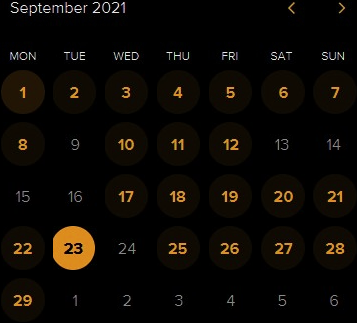 September 2021
MON TUE WED THU FRI SAT SUN
1 2 3 4 5 6 7
8 9 10 11 12 13 14
15 16 17 18 19 20 21
22 23 24 25 26 27 28
29 1 2 3 4 5 6